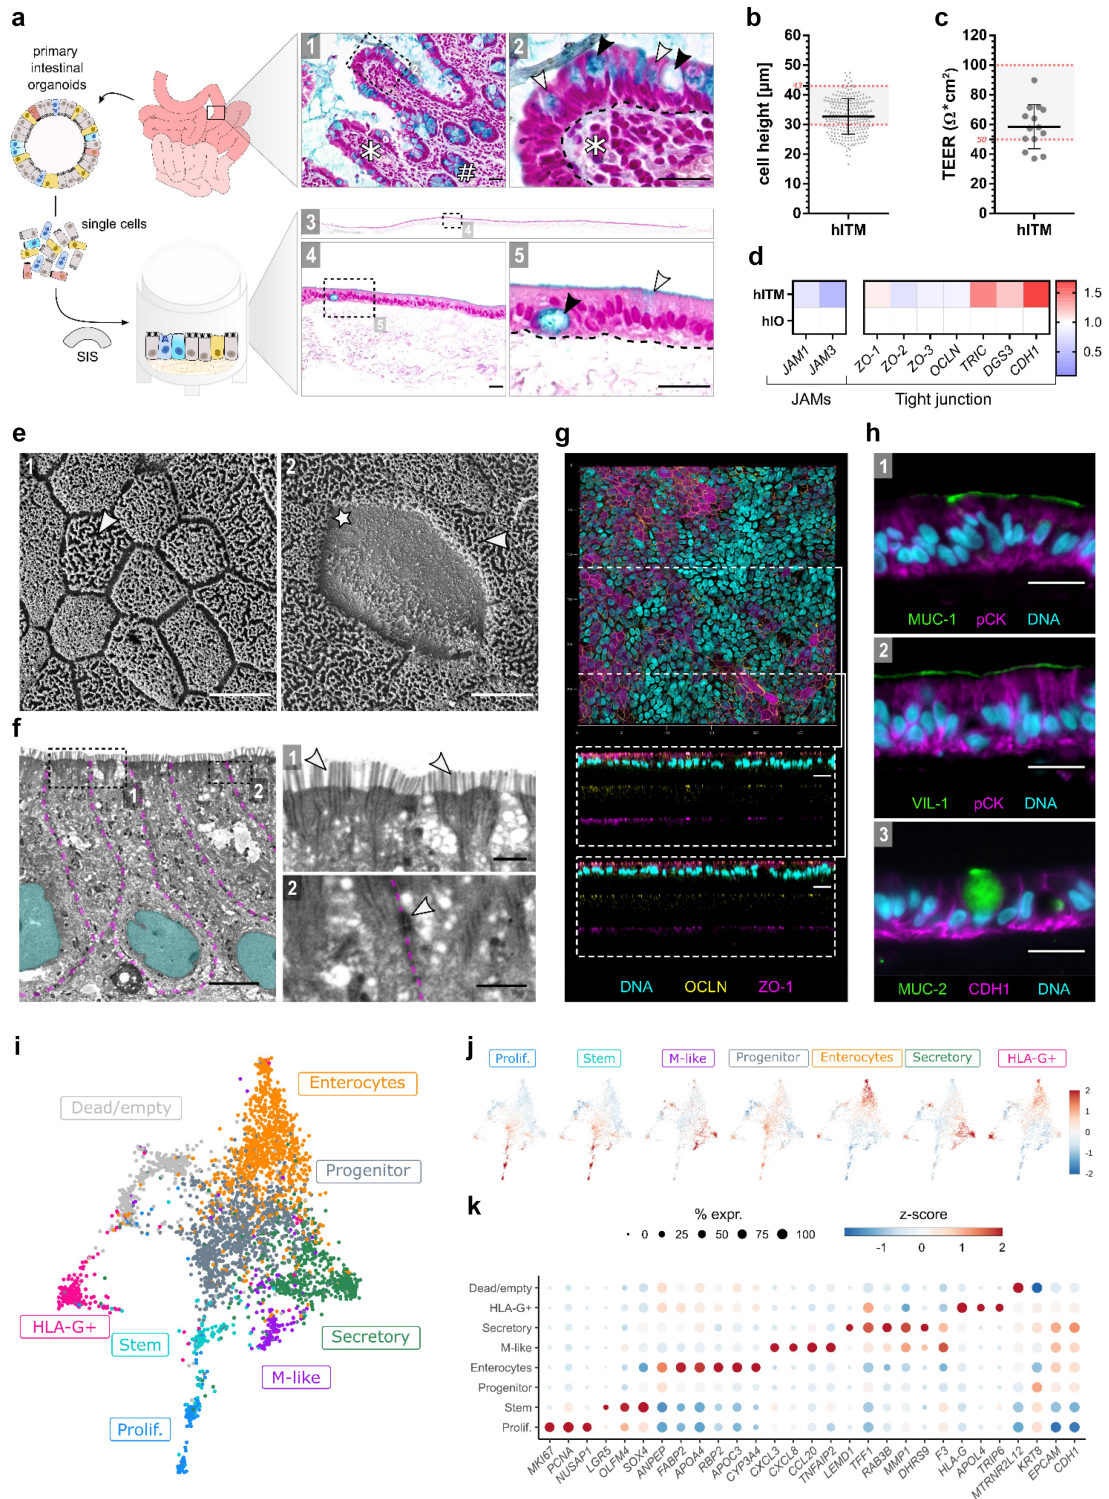 a
primary
intestinal
organoids
single cells
SIS
1
*
#
2
*
3
4
4
5
5
b
cell height [µm]
60
50
40
30
20
10
0
43
hITM
c
TEER (Ω*cm2)
100
80
60
40
20
0
50
hITM
d
hITM
hIO
JAM1
JAM3
ZO-1
ZO-2
ZO-3
OCLN
TRIC
DGS3
CDH1
JAMs
Tight junction
1.5
1.0
0.5
e
1
2
f
1
2
1
2
g
DNA
OCLN
ZO-1
h
1
MUC-1 pCK DNA
2
VIL-1 pCK DNA
3
MUC-2 CDH1 DNA
i
Enterocytes
Dead/empty
Progenitor
HLA-G+
Stem
Secretory
M-like
Prolif.
j
Prolif.
Stem
M-like
Progenitor
Enterocytes
Secretory
HLA-G+
2
1
0
-1
-2
k
% expr.
0 25 50 75 100
z-score
-1 0 1 2
Dead/empty
HLA-G+
Secretory
M-like
Enterocytes
Progenitor
Stem
Prolif.
MKI67
PCNA
NUSAP1
LGR5
OLFM4
SOX4
ANPEP
FABP2
APOA4
RBP2
APOC3
CYP3A4
CXCL3
CXCL8
CCL20
TNFAIP2
LEMD1
TFF1
RAB3B
MMP1
DHRS9
F3
HLA-G
APOL4
TRIP6
MTRNR2L12
KRT8
EPCAM
CDH1